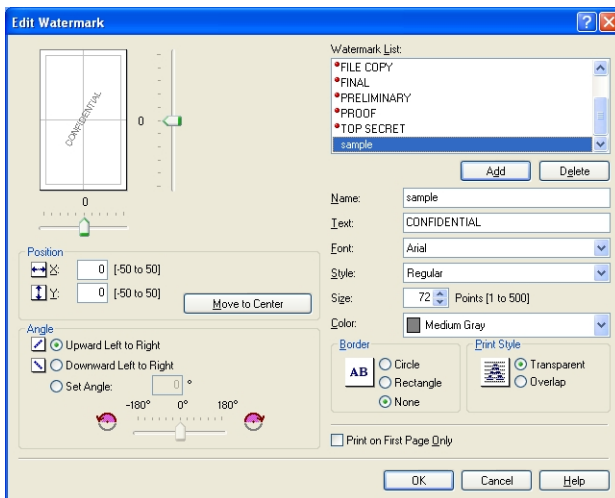 Edit Watermark
CONFIDENTIAL
0
0
Position
X: 0 [-50 to 50]
Y: 0 [-50 to 50]
Move to Center
Angle
Upward Left to Right
Downward Left to Right
Set Angle: 0 °
-180° 0° 180°
Watermark List:
FILE COPY
FINAL
PRELIMINARY
PROOF
TOP SECRET
sample
Add Delete
Name: sample
Text: CONFIDENTIAL
Font: Arial
Style: Regular
Size: 72 Points [1 to 500]
Color: Medium Gray
Border
AB
Circle
Rectangle
None
Print Style
Transparent
Overlap
Print on First Page Only
OK Cancel Help